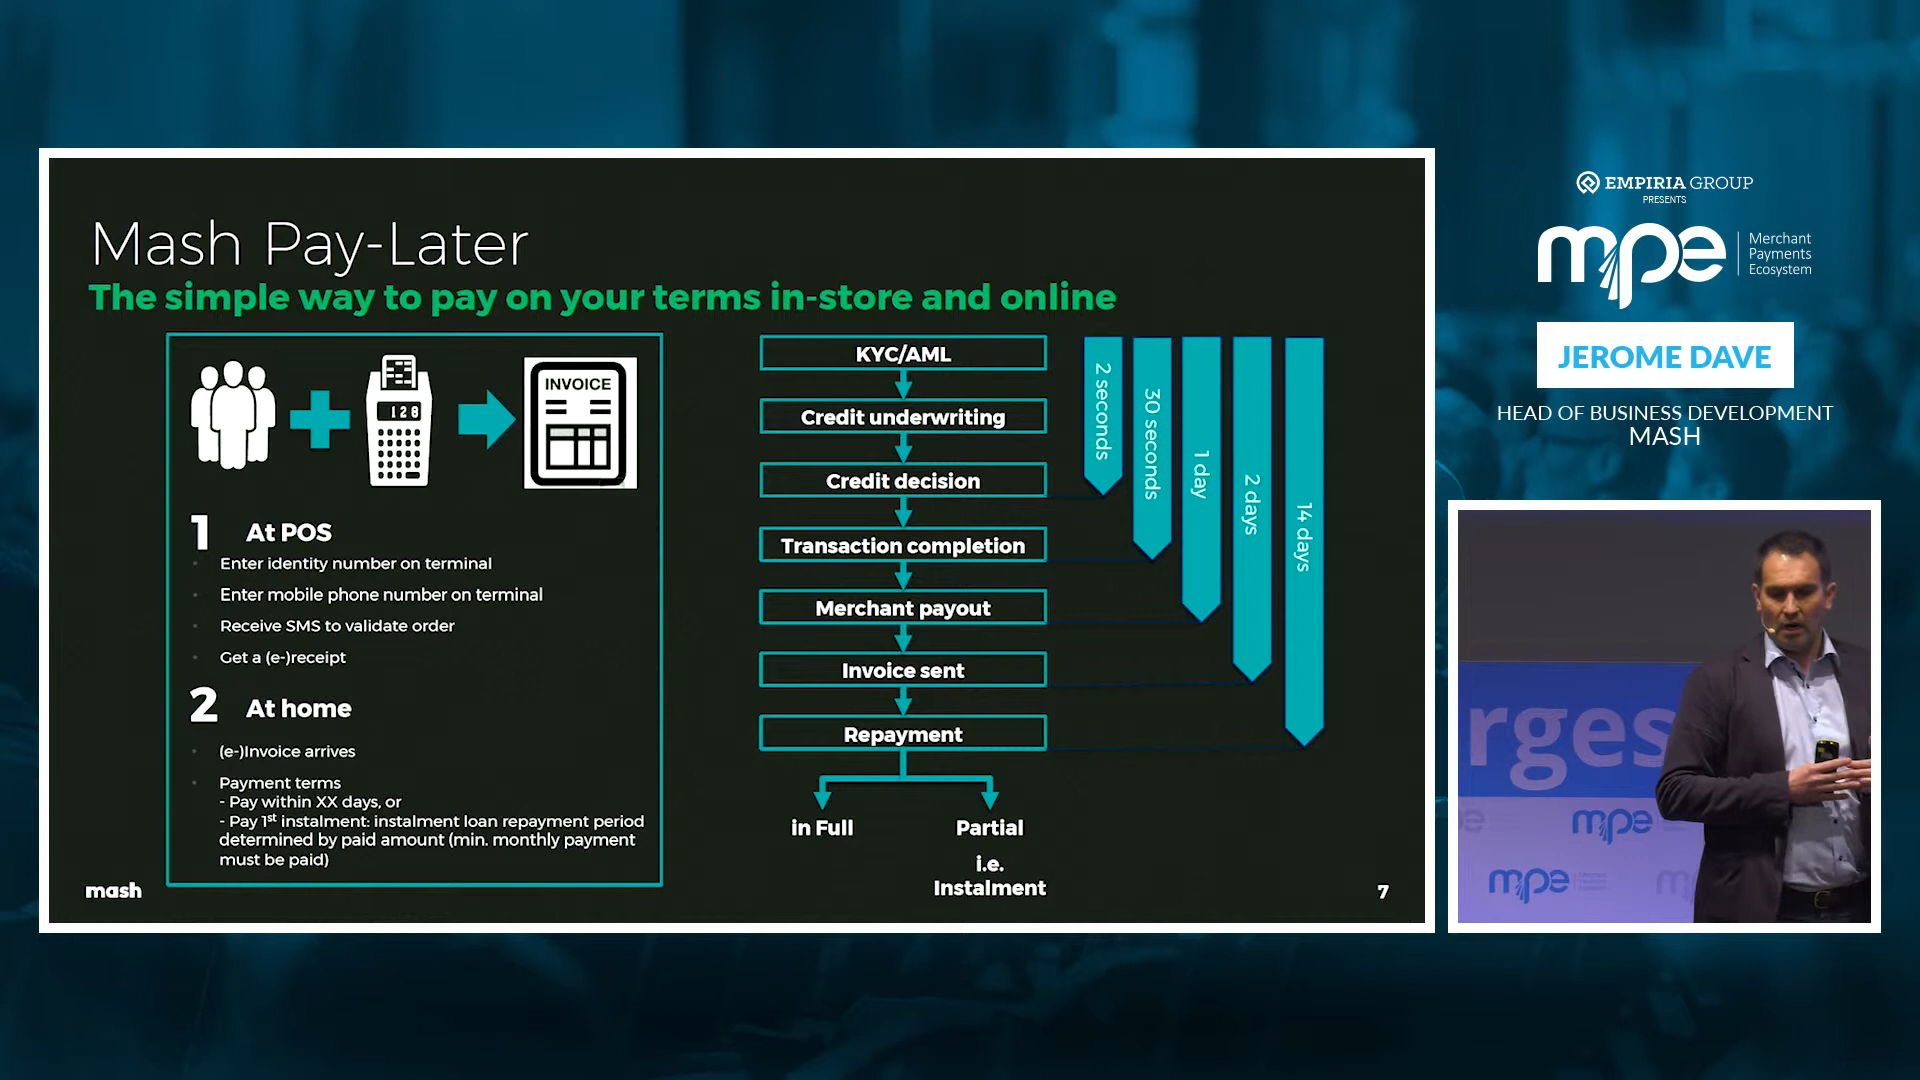 Mash Pay-Later
The simple way to pay on your terms in-store and online
128
INVOICE
1 At POS
Enter identity number on terminal
Enter mobile phone number on terminal
Receive SMS to validate order
Get a (e-)receipt
2 At home
(e-)Invoice arrives
Payment terms
- Pay within XX days, or
- Pay 1st instalment: instalment loan repayment period
determined by paid amount (min. monthly payment
must be paid)
mash
KYC/AML
Credit underwriting
Credit decision
Transaction completion
Merchant payout
Invoice sent
Repayment
in Full
Partial
i.e.
Instalment
2 seconds
30 seconds
1 day
2 days
14 days
7
EMPIRIA GROUP
PRESENTS
mpe
Merchant
Payments
Ecosystem
JEROME DAVE
HEAD OF BUSINESS DEVELOPMENT
MASH
rges
mpe
mpe